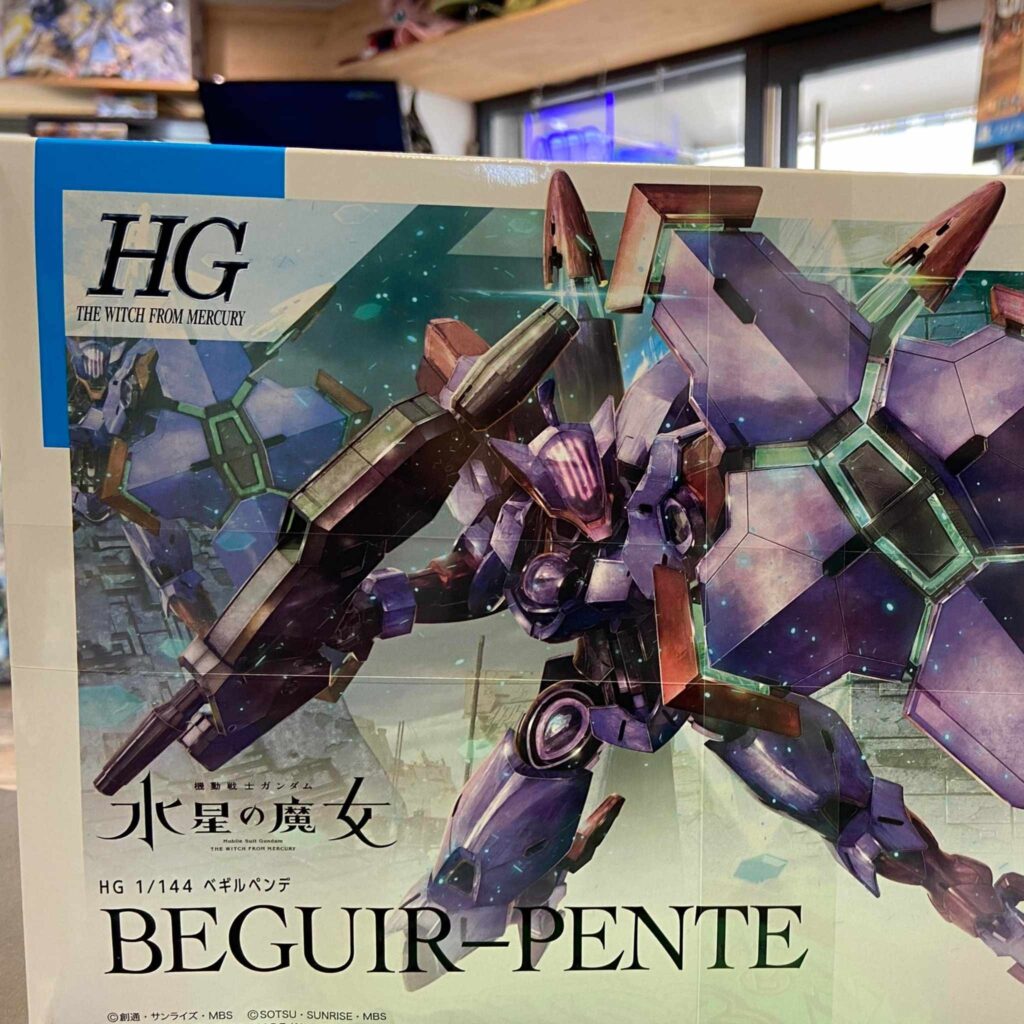 HG
THE WITCH FROM MERCURY
機動戦士ガンダム
水星の魔女
Mobile Suit Gundam
THE WITCH FROM MERCURY
HG 1/144 ベギルペンデ
BEGUIR-PENTE
©創通・サンライズ・MBS ©SOTSU・SUNRISE・MBS